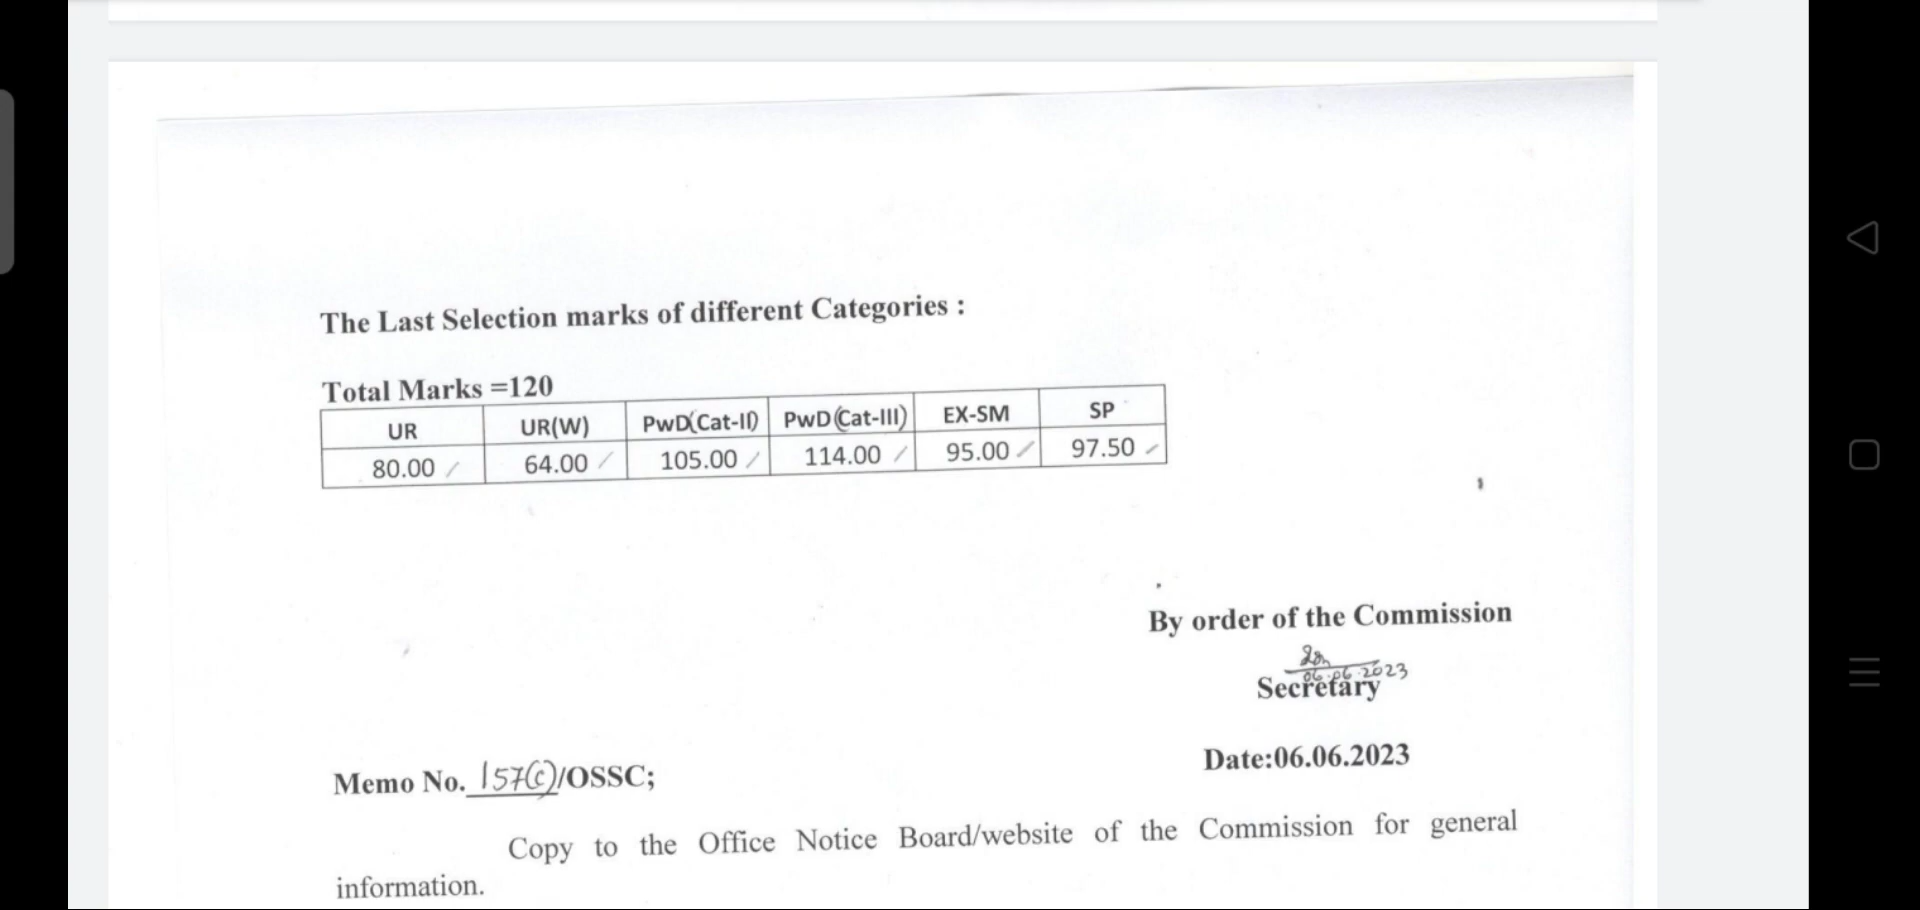 The Last Selection marks of different Categories :
Total Marks =120
UR UR(W) PwD(Cat-II) PwD(Cat-III) EX-SM SP
80.00 64.00 105.00 114.00 95.00 97.50
By order of the Commission
06.06.2023
Secretary
Date:06.06.2023
Memo No. 157(C)/OSSC;
Copy to the Office Notice Board/website of the Commission for general
information.